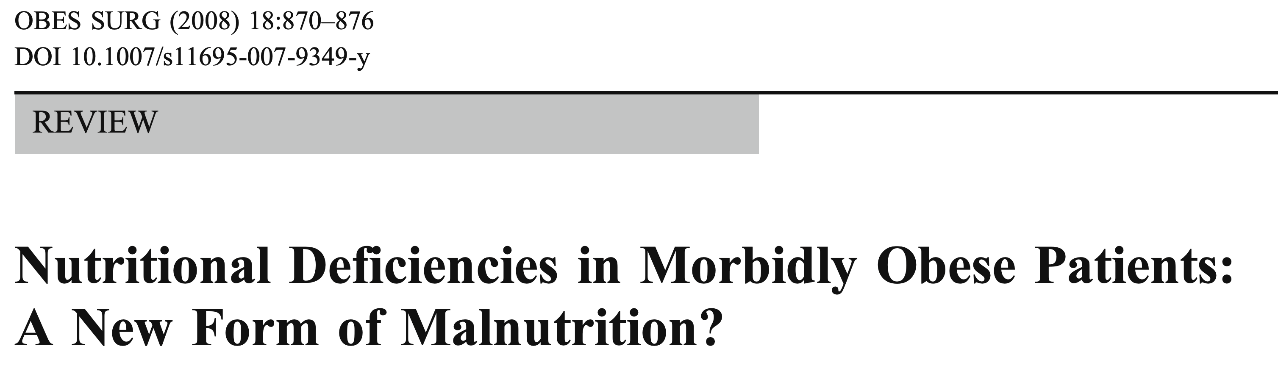 OBES SURG (2008) 18:870–876
DOI 10.1007/s11695-007-9349-y
REVIEW
Nutritional Deficiencies in Morbidly Obese Patients:
A New Form of Malnutrition?